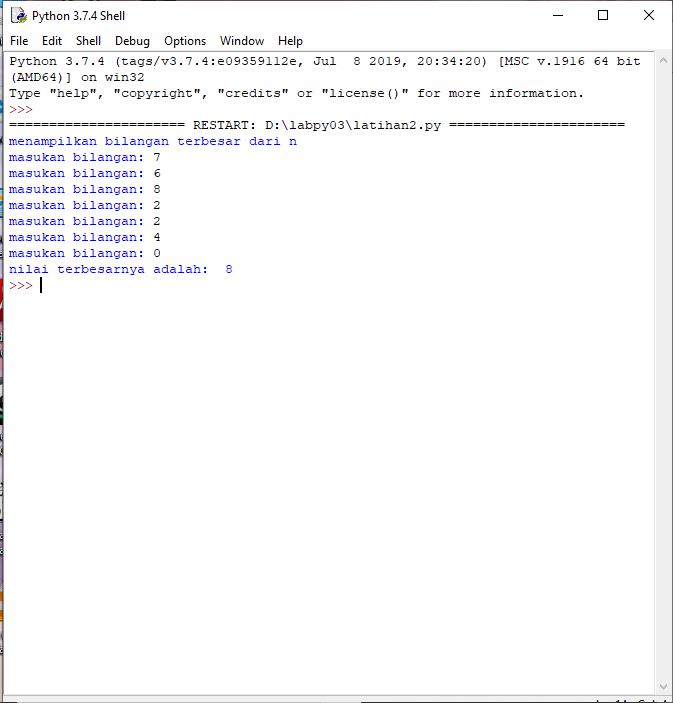 Python 3.7.4 Shell
File Edit Shell Debug Options Window Help
Python 3.7.4 (tags/v3.7.4:e09359112e, Jul  8 2019, 20:34:20) [MSC v.1916 64 bit
(AMD64)] on win32
Type "help", "copyright", "credits" or "license()" for more information.
>>>
====================== RESTART: D:\labpy03\latihan2.py ======================
menampilkan bilangan terbesar dari n
masukan bilangan: 7
masukan bilangan: 6
masukan bilangan: 8
masukan bilangan: 2
masukan bilangan: 2
masukan bilangan: 4
masukan bilangan: 0
nilai terbesarnya adalah:  8
>>>